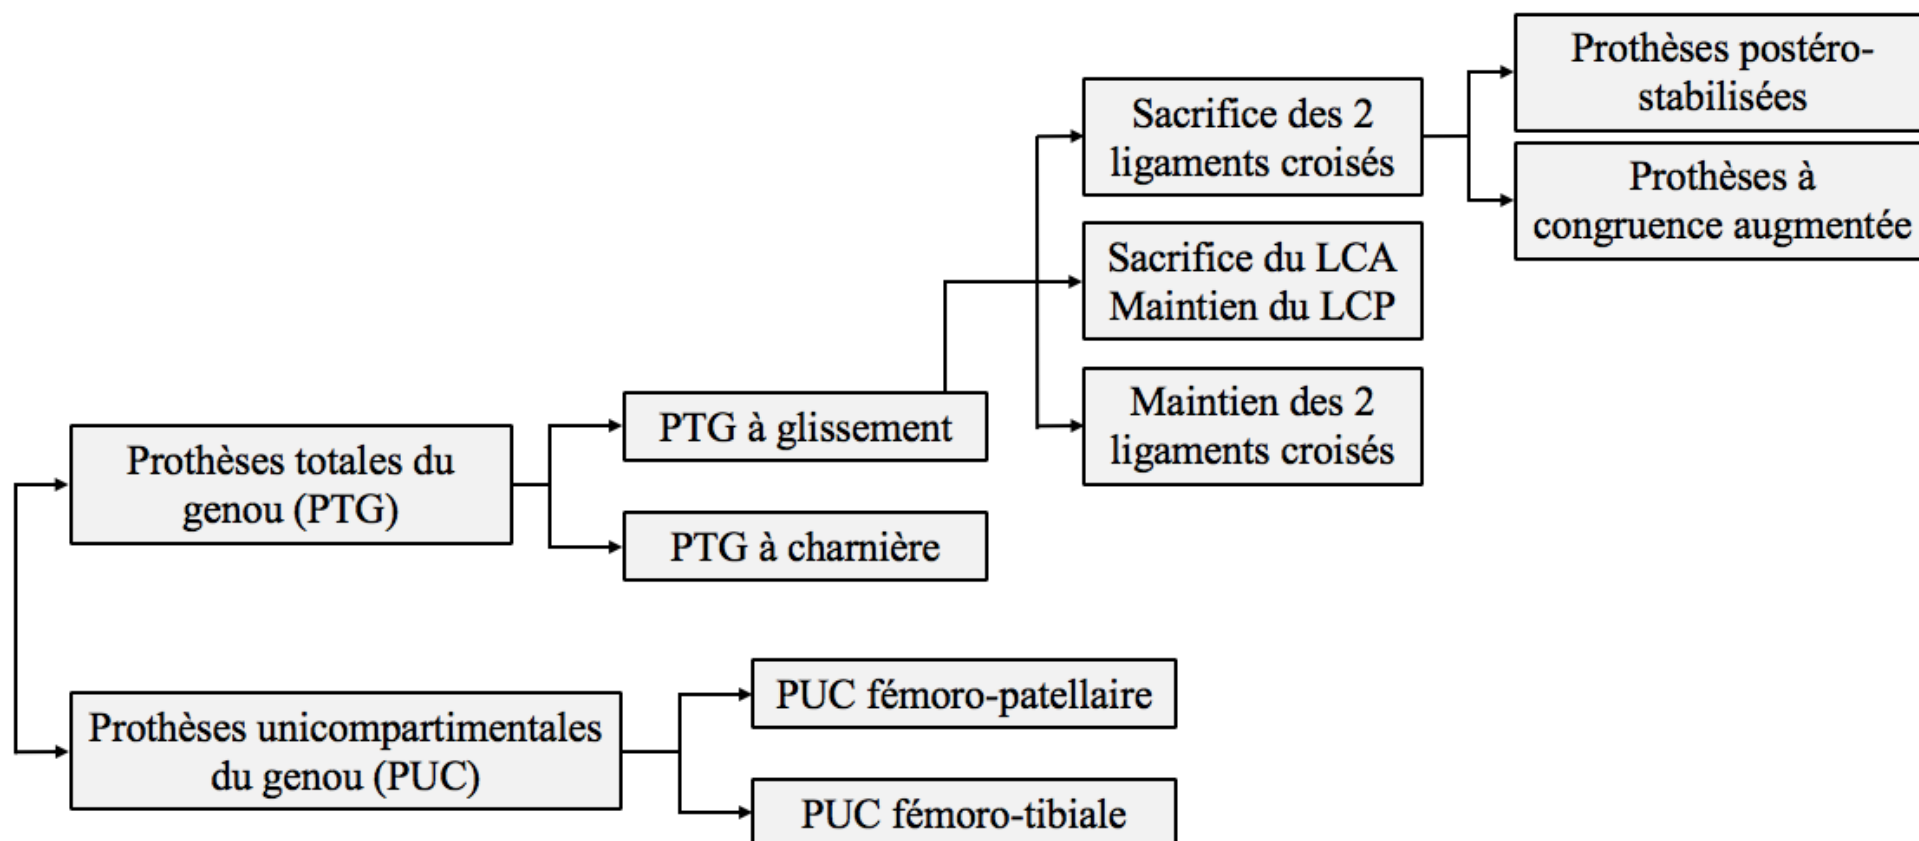 Prothèses postéro-
stabilisées
Sacrifice des 2
ligaments croisés
Prothèses à
congruence augmentée
Sacrifice du LCA
Maintien du LCP
Maintien des 2
ligaments croisés
PTG à glissement
Prothèses totales du
genou (PTG)
PTG à charnière
PUC fémoro-patellaire
Prothèses unicompartimentales
du genou (PUC)
PUC fémoro-tibiale